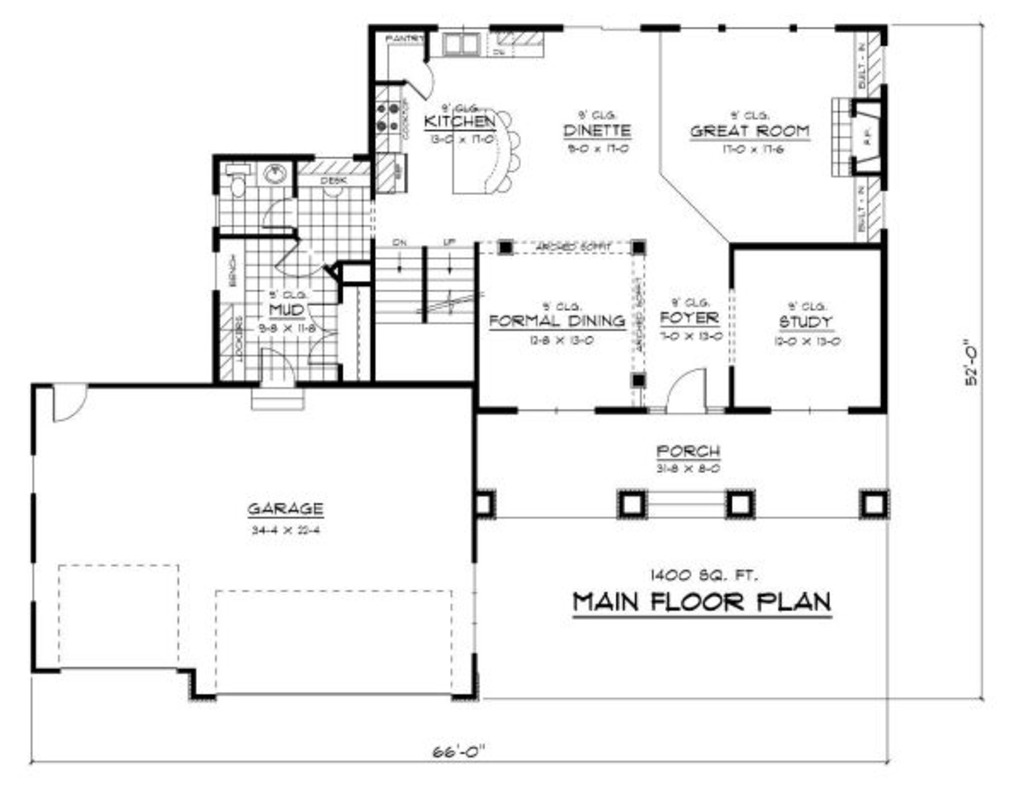 PANTRY
DW
BUILT - IN
9' CLG.
KITCHEN
13-0 X 17-0
COOKTOP
9' CLG.
DINETTE
9-0 X 17-0
9' CLG.
GREAT ROOM
17-0 X 17-6
F.P.
REF
DESK
BUILT - IN
DN
UP
ARCHED SOFFIT
BENCH
9' CLG.
MUD
9-8 X 11-8
LOCKERS
9' CLG.
FORMAL DINING
12-8 X 13-0
ARCHED SOFFIT
9' CLG.
FOYER
7-0 X 13-0
9' CLG.
STUDY
12-0 X 13-0
52'-0"
PORCH
31-8 X 8-0
GARAGE
34-4 X 22-4
1400 SQ. FT.
MAIN FLOOR PLAN
66'-0"